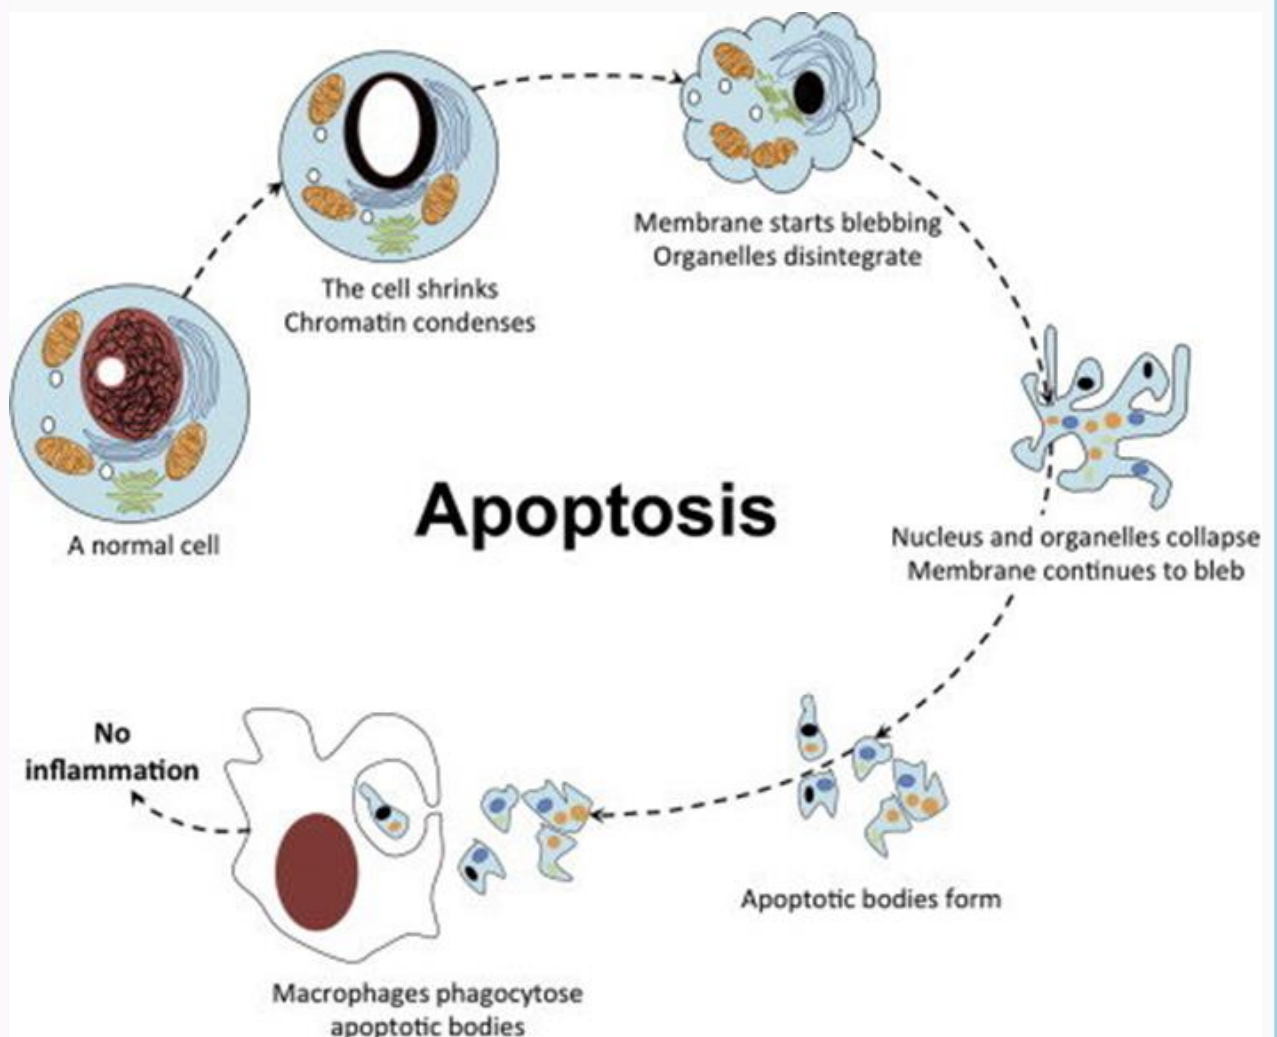 A normal cell
The cell shrinks
Chromatin condenses
Membrane starts blebbing
Organelles disintegrate
Apoptosis
Nucleus and organelles collapse
Membrane continues to bleb
Apoptotic bodies form
Macrophages phagocytose
apoptotic bodies
No
inflammation